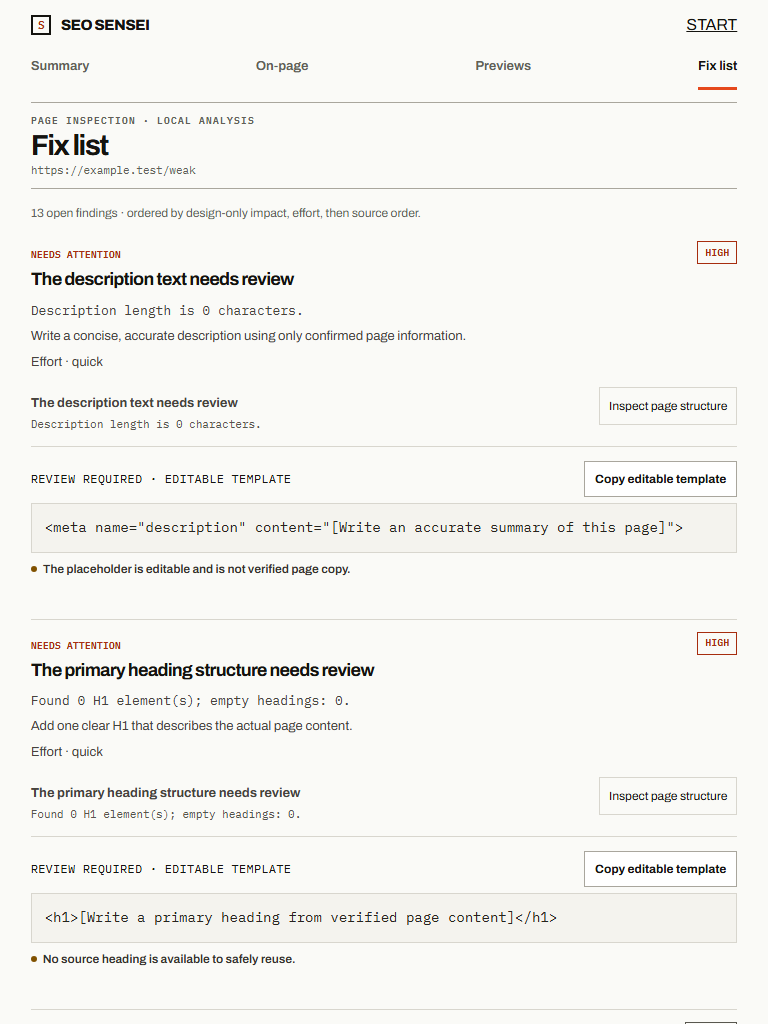 S SEO SENSEI START
Summary On-page Previews Fix list
PAGE INSPECTION · LOCAL ANALYSIS
Fix list
https://example.test/weak
13 open findings · ordered by design-only impact, effort, then source order.
NEEDS ATTENTION HIGH
The description text needs review
Description length is 0 characters.
Write a concise, accurate description using only confirmed page information.
Effort · quick
The description text needs review
Inspect page structure
Description length is 0 characters.
REVIEW REQUIRED · EDITABLE TEMPLATE Copy editable template
<meta name="description" content="[Write an accurate summary of this page]">
The placeholder is editable and is not verified page copy.
NEEDS ATTENTION HIGH
The primary heading structure needs review
Found 0 H1 element(s); empty headings: 0.
Add one clear H1 that describes the actual page content.
Effort · quick
The primary heading structure needs review
Inspect page structure
Found 0 H1 element(s); empty headings: 0.
REVIEW REQUIRED · EDITABLE TEMPLATE Copy editable template
<h1>[Write a primary heading from verified page content]</h1>
No source heading is available to safely reuse.